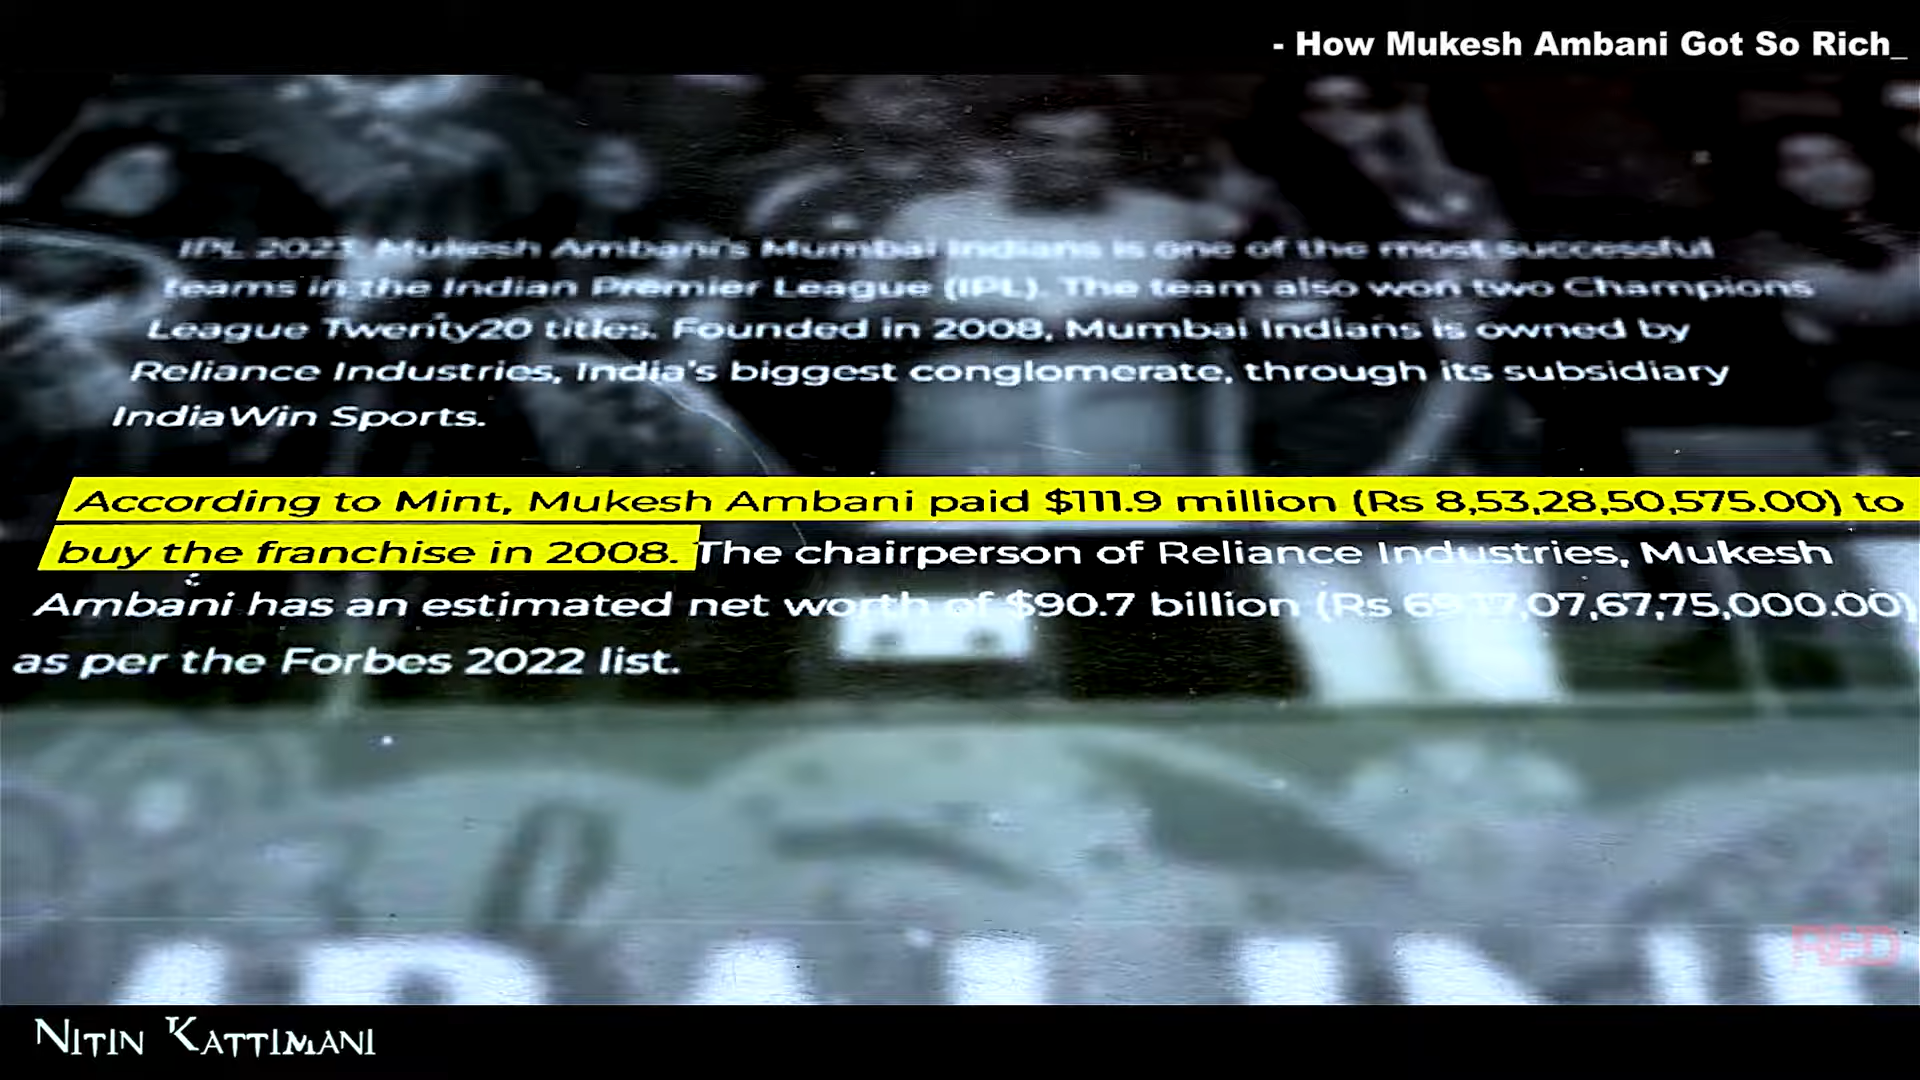 - How Mukesh Ambani Got So Rich_
IPL 2023, Mukesh Ambani's Mumbai Indians is one of the most successful
teams in the Indian Premier League (IPL). The team also won two Champions
League Twenty20 titles. Founded in 2008, Mumbai Indians is owned by
Reliance Industries, India's biggest conglomerate, through its subsidiary
IndiaWin Sports.
According to Mint, Mukesh Ambani paid $111.9 million (Rs 8,53,28,50,575.00) to
buy the franchise in 2008. The chairperson of Reliance Industries, Mukesh
Ambani has an estimated net worth of $90.7 billion (Rs
as per the Forbes 2022 list.
RED
NITIN KATTIMANI